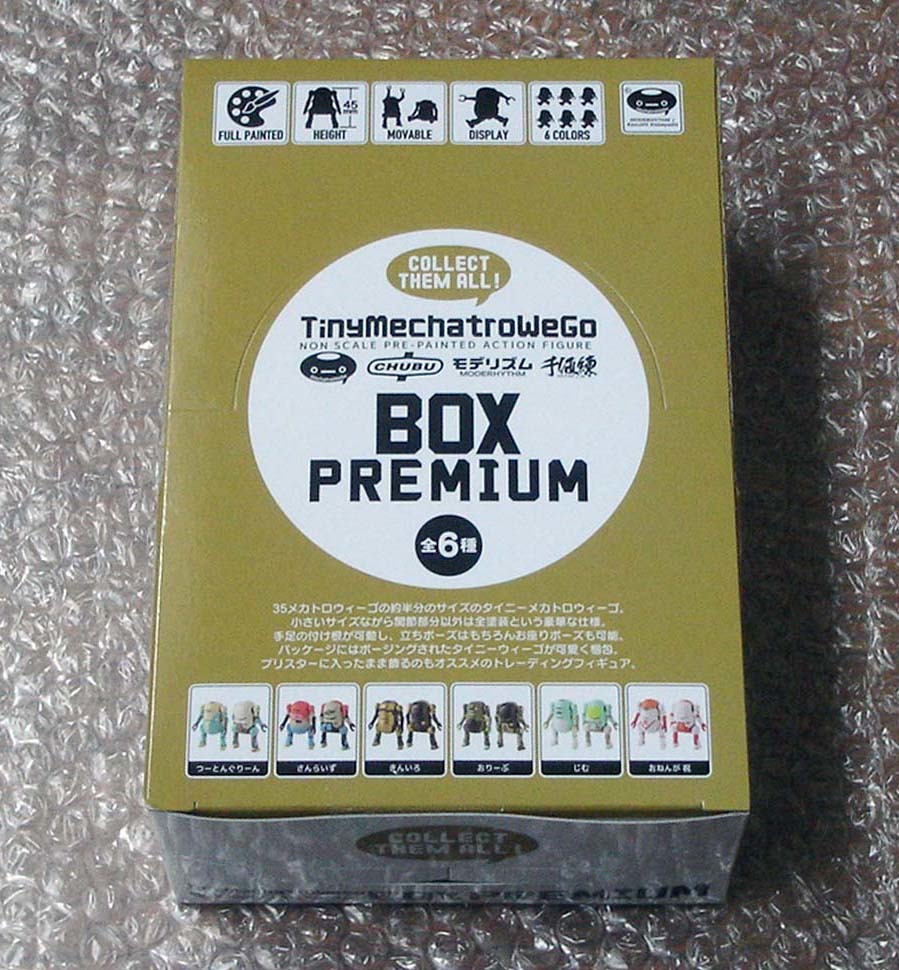 FULL PAINTED
45mm
HEIGHT
MOVABLE
DISPLAY
6 COLORS
COLLECT
THEM ALL!
TinyMechatroWeGo
NON SCALE PRE-PAINTED ACTION FIGURE
CHUBU
モデリズム
MODERHYTHM
千値練
BOX
PREMIUM
全6種
35メカトロウィーゴの約半分のサイズのタイニーメカトロウィーゴ。
小さいサイズながら関節部分以外は全塗装という豪華な仕様。
手足の付け根が可動し、立ちポーズはもちろんお座りポーズも可能。
パッケージにはポージングされたタイニーウィーゴが可愛く梱包。
ブリスターに入ったまま飾るのもオススメのトレーディングフィギュア。
つーとんぐりーん
さんらいず
きんいろ
おりーぶ
じむ
おねんが 祝
COLLECT
THEM ALL!
BOX PREMIUM